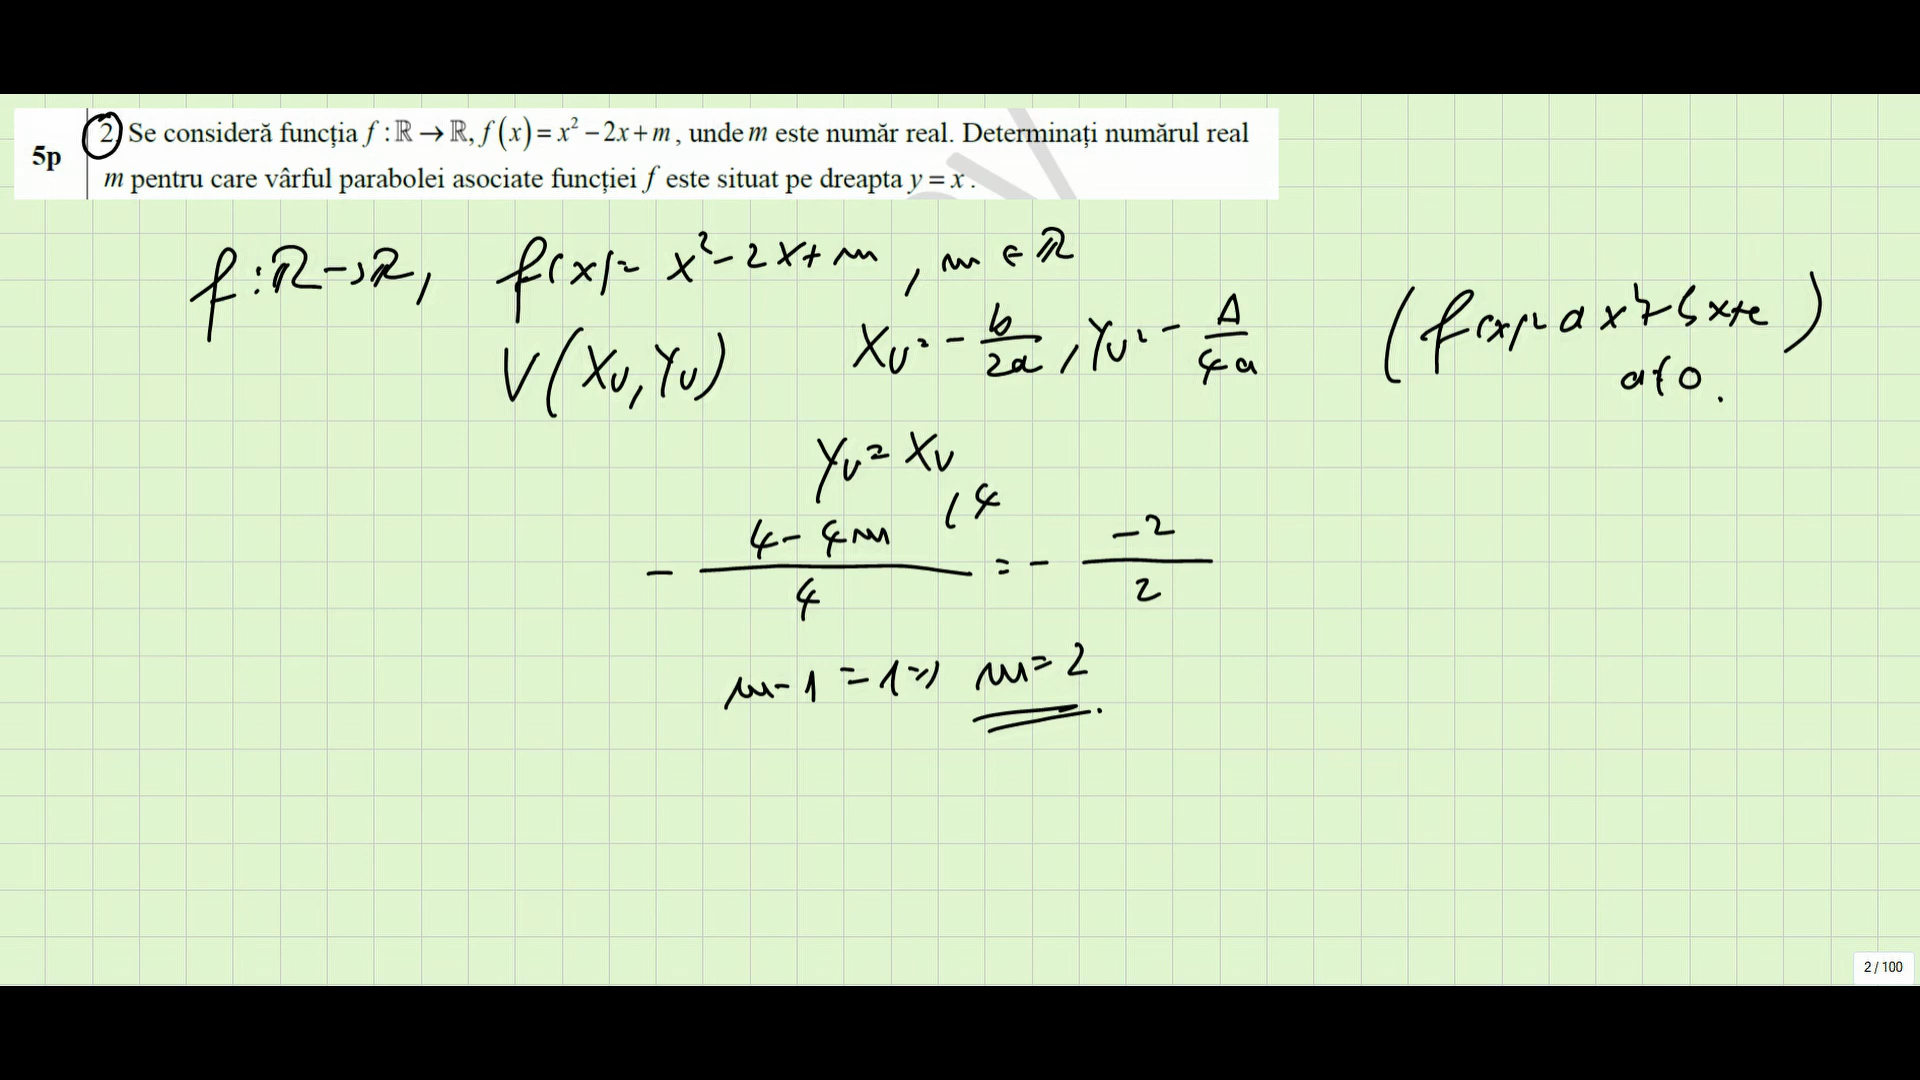 5p 2. Se consideră funcția f : ℝ → ℝ, f(x) = x² − 2x + m, unde m este număr real. Determinați numărul real
m pentru care vârful parabolei asociate funcției f este situat pe dreapta y = x.
f : ℝ → ℝ, f(x) = x² − 2x + m, m ∈ ℝ
V(Xv, Yv) Xv = − b/2a, Yv = − Δ/4a (f(x) = ax² + bx + c)
a ≠ 0.
Yv = Xv
− (4 − 4m)/4 (4 = − −2/2
m − 1 = 1 ⇒ m = 2.
2 / 100